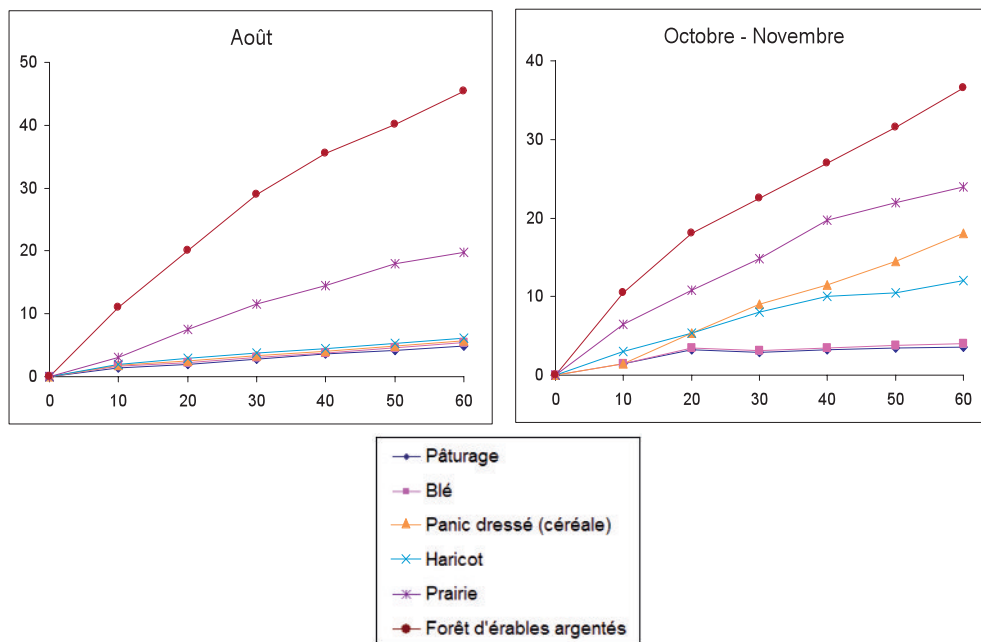 Août
50
40
30
20
10
0
0 10 20 30 40 50 60
Octobre - Novembre
40
30
20
10
0
0 10 20 30 40 50 60
Pâturage
Blé
Panic dressé (céréale)
Haricot
Prairie
Forêt d'érables argentés